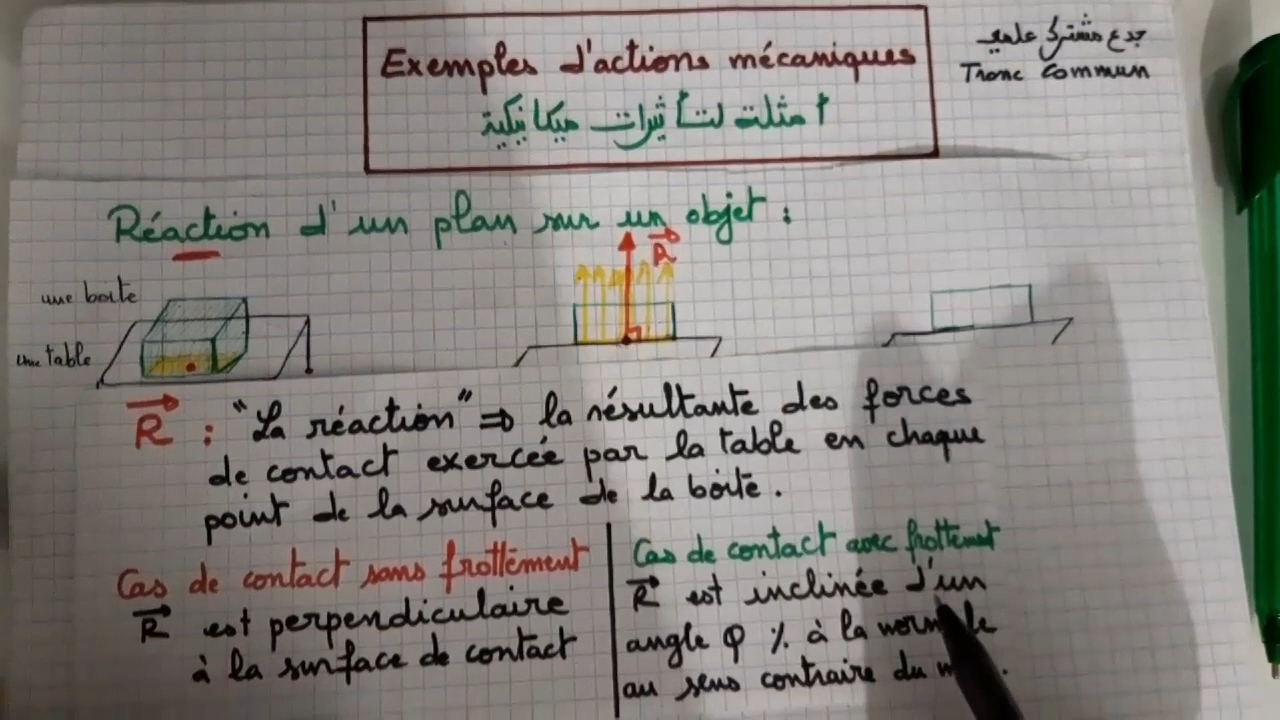 Exemples d'actions mécaniques
أمثلة لتأثيرات ميكانيكية
جدع مشترك علمي
Tronc Commun
Réaction d'un plan sur un objet :
une boite
une table
R
R : "La réaction" => la résultante des forces
de contact exercée par la table en chaque
point de la surface de la boite.
Cas de contact sans frottement
R est perpendiculaire
à la surface de contact
Cas de contact avec frottement
R est inclinée d'un
angle φ % à la normale
au sens contraire du